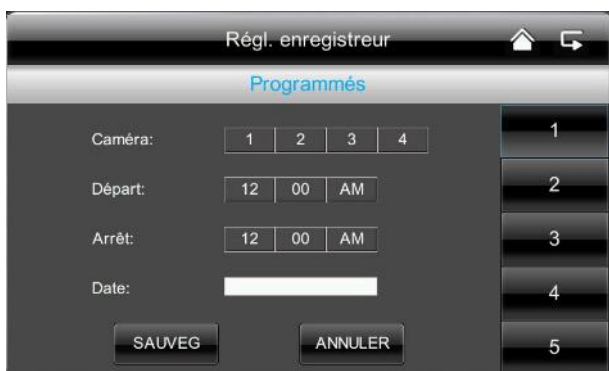 Régl. enregistreur
Programmés
Caméra: 1 2 3 4
Départ: 12 00 AM
Arrêt: 12 00 AM
Date:
SAUVEG ANNULER
1
2
3
4
5